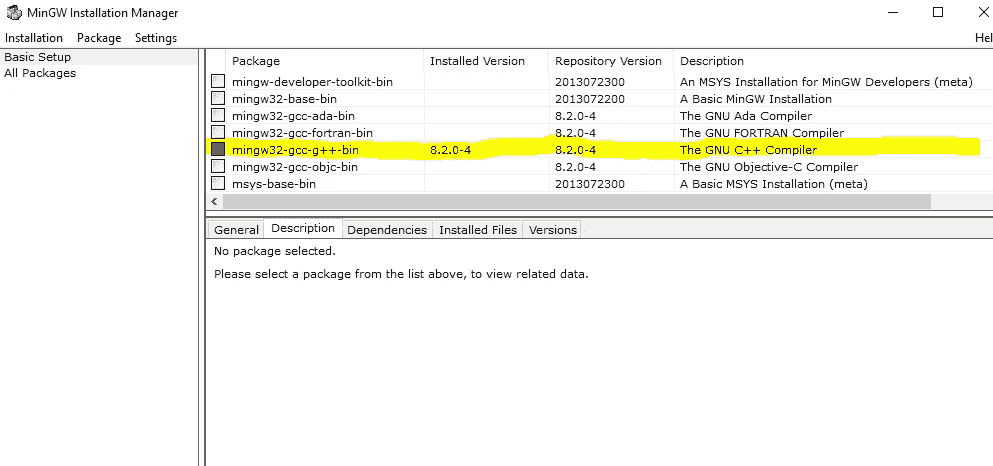 MinGW Installation Manager
Installation Package Settings Hel
Basic Setup
All Packages
Package Installed Version Repository Version Description
mingw-developer-toolkit-bin 2013072300 An MSYS Installation for MinGW Developers (meta)
mingw32-base-bin 2013072200 A Basic MinGW Installation
mingw32-gcc-ada-bin 8.2.0-4 The GNU Ada Compiler
mingw32-gcc-fortran-bin 8.2.0-4 The GNU FORTRAN Compiler
mingw32-gcc-g++-bin 8.2.0-4 8.2.0-4 The GNU C++ Compiler
mingw32-gcc-objc-bin 8.2.0-4 The GNU Objective-C Compiler
msys-base-bin 2013072300 A Basic MSYS Installation (meta)
General Description Dependencies Installed Files Versions
No package selected.
Please select a package from the list above, to view related data.